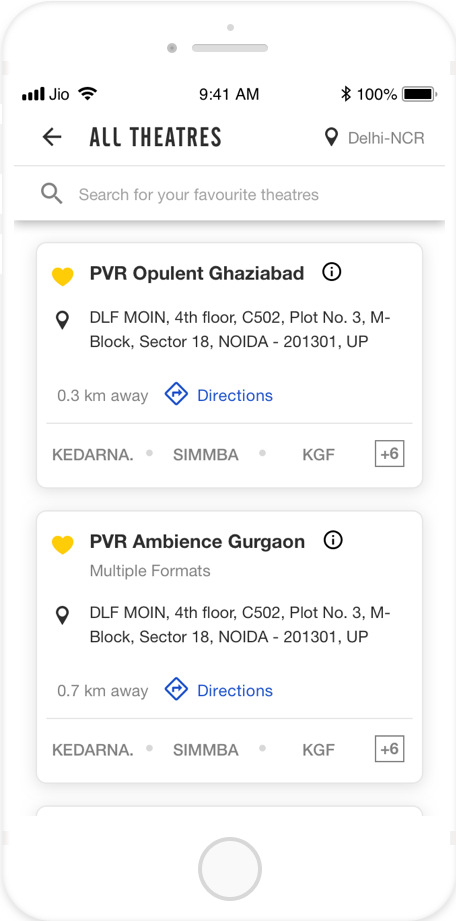 Jio 9:41 AM 100%
ALL THEATRES Delhi-NCR
Search for your favourite theatres
PVR Opulent Ghaziabad
DLF MOIN, 4th floor, C502, Plot No. 3, M-
Block, Sector 18, NOIDA - 201301, UP
0.3 km away Directions
KEDARNA. • SIMMBA • KGF +6
PVR Ambience Gurgaon
Multiple Formats
DLF MOIN, 4th floor, C502, Plot No. 3, M-
Block, Sector 18, NOIDA - 201301, UP
0.7 km away Directions
KEDARNA. • SIMMBA • KGF +6